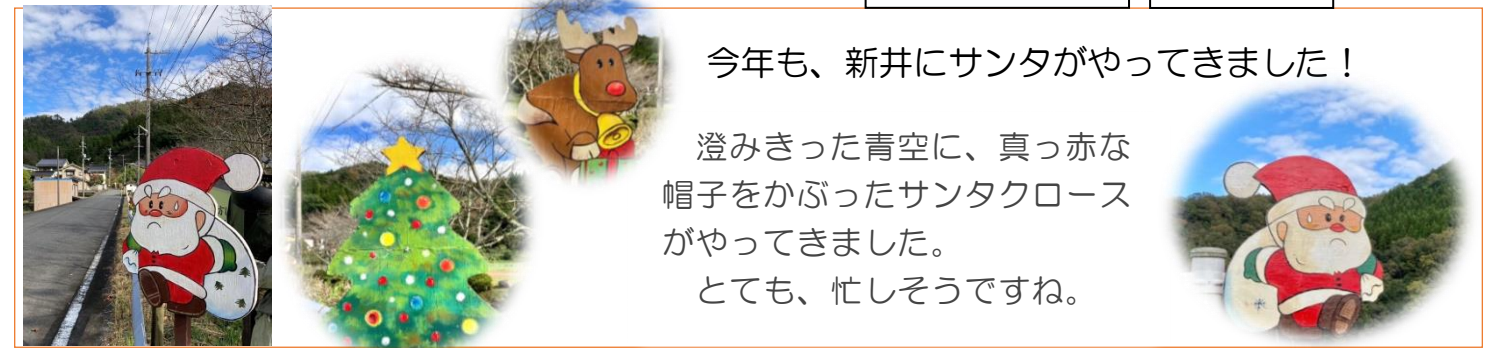 今年も、新井にサンタがやってきました！
澄みきった青空に、真っ赤な
帽子をかぶったサンタクロース
がやってきました。
とても、忙しそうですね。